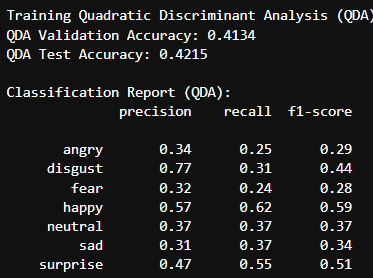 Training Quadratic Discriminant Analysis (QDA)
QDA Validation Accuracy: 0.4134
QDA Test Accuracy: 0.4215
Classification Report (QDA):
precision recall f1-score
angry 0.34 0.25 0.29
disgust 0.77 0.31 0.44
fear 0.32 0.24 0.28
happy 0.57 0.62 0.59
neutral 0.37 0.37 0.37
sad 0.31 0.37 0.34
surprise 0.47 0.55 0.51